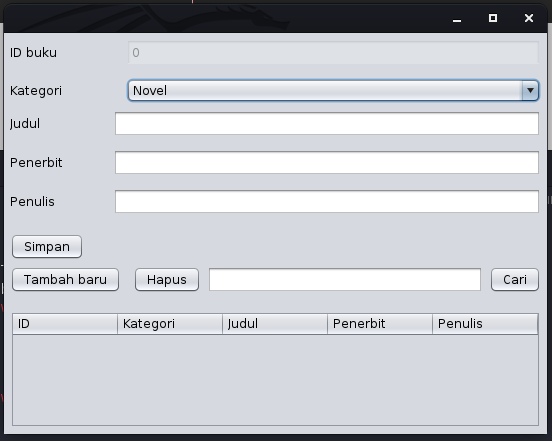 ID buku 0
Kategori Novel
Judul
Penerbit
Penulis
Simpan
Tambah baru Hapus Cari
ID Kategori Judul Penerbit Penulis